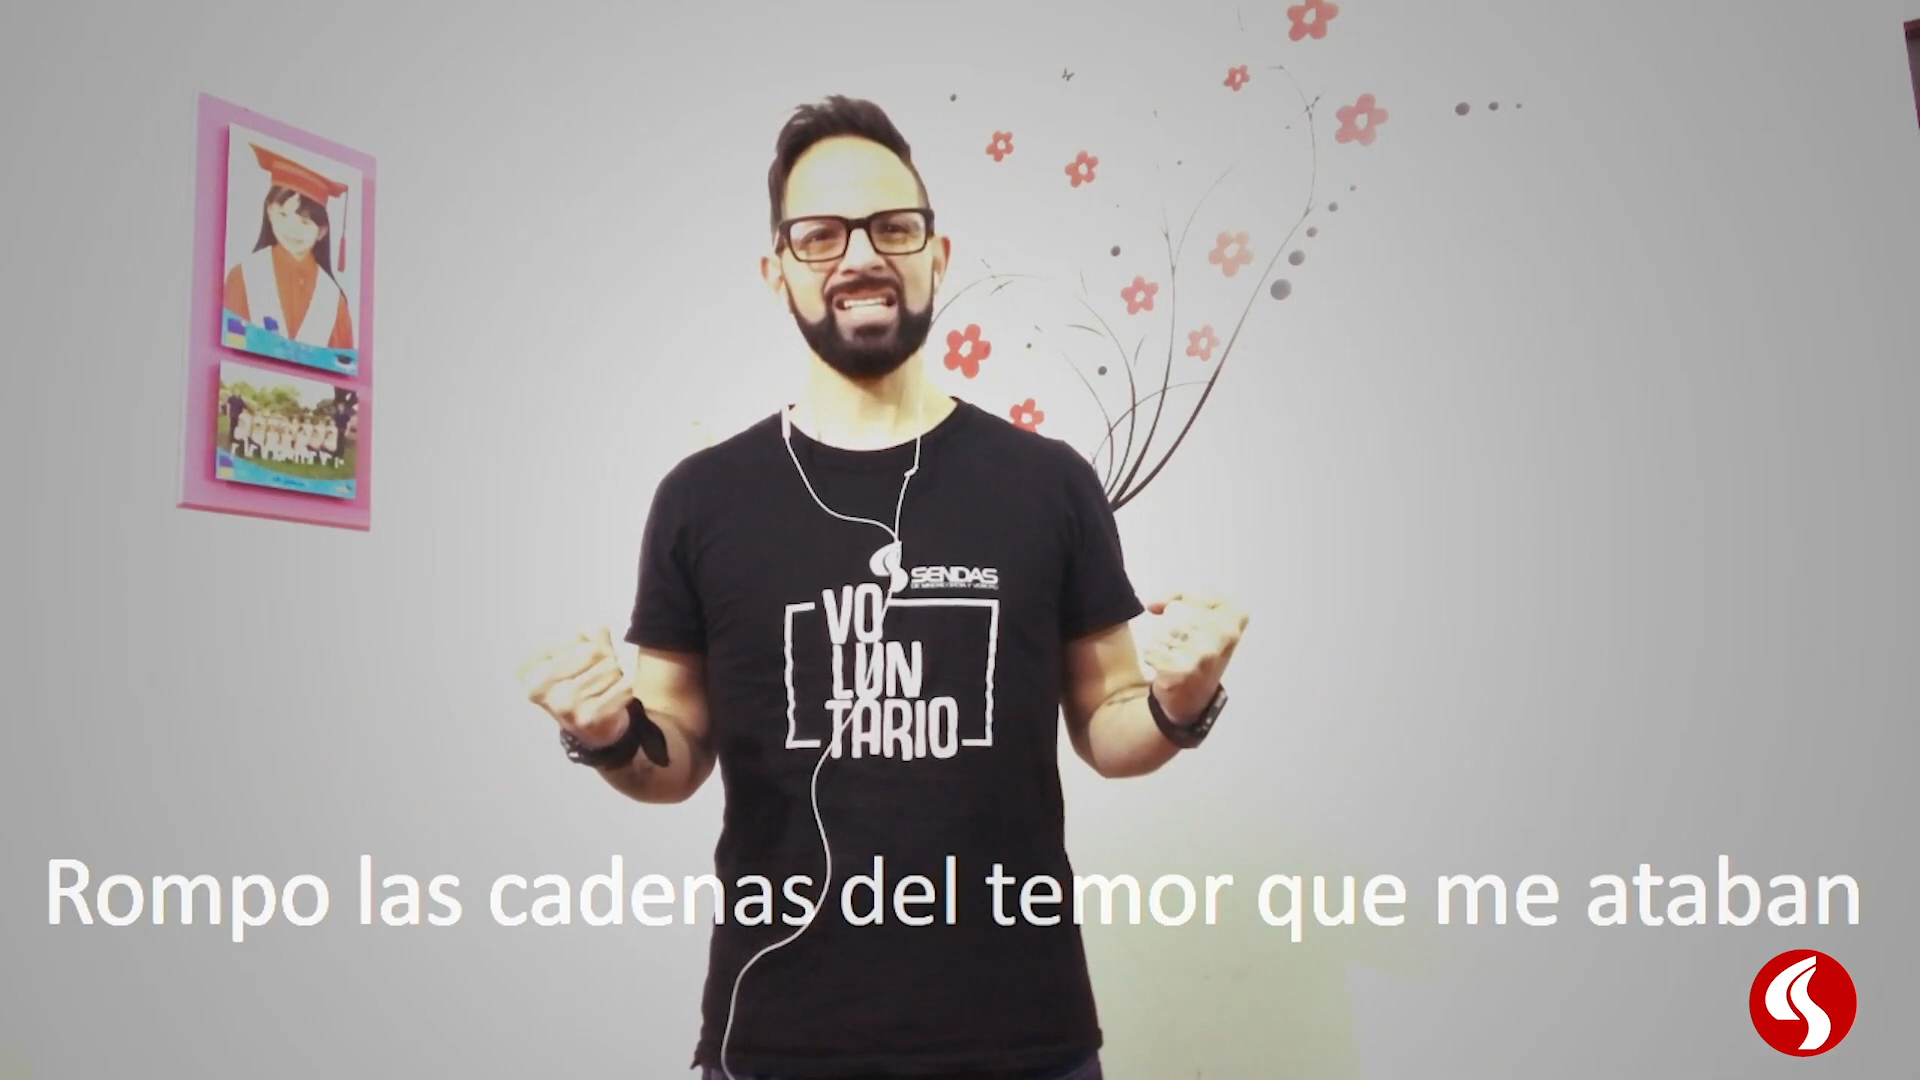 SENDAS
VO
LUN
TARIO
Rompo las cadenas del temor que me ataban